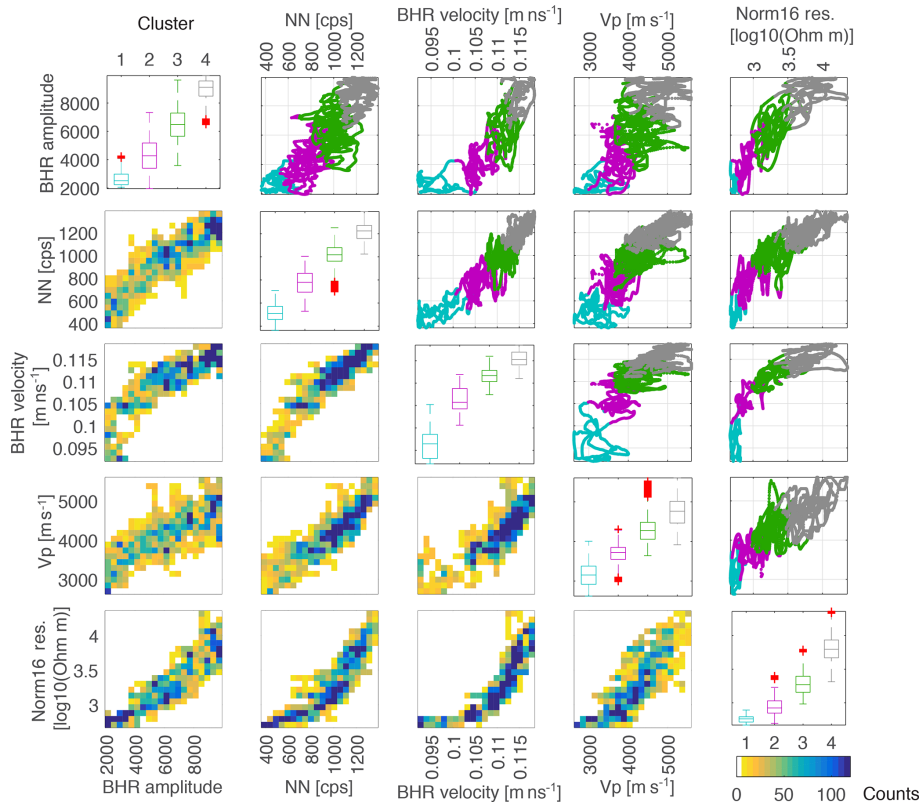 Cluster
NN [cps]
BHR velocity [m ns⁻¹]
Vp [m s⁻¹]
Norm16 res.
[log10(Ohm m)]
1 2 3 4
400 600 800 1000 1200
0.095 0.1 0.105 0.11 0.115
3000 4000 5000
3 3.5 4
BHR amplitude
8000
6000
4000
2000
NN [cps]
1200
1000
800
600
400
BHR velocity
[m ns⁻¹]
0.115
0.11
0.105
0.1
0.095
Vp [m s⁻¹]
5000
4000
3000
Norm16 res.
[log10(Ohm m)]
4
3.5
3
1 2 3 4
2000 4000 6000 8000
400 600 800 1000 1200
0.095 0.1 0.105 0.11 0.115
3000 4000 5000
BHR amplitude
NN [cps]
BHR velocity [m ns⁻¹]
Vp [m s⁻¹]
0 50 100 Counts